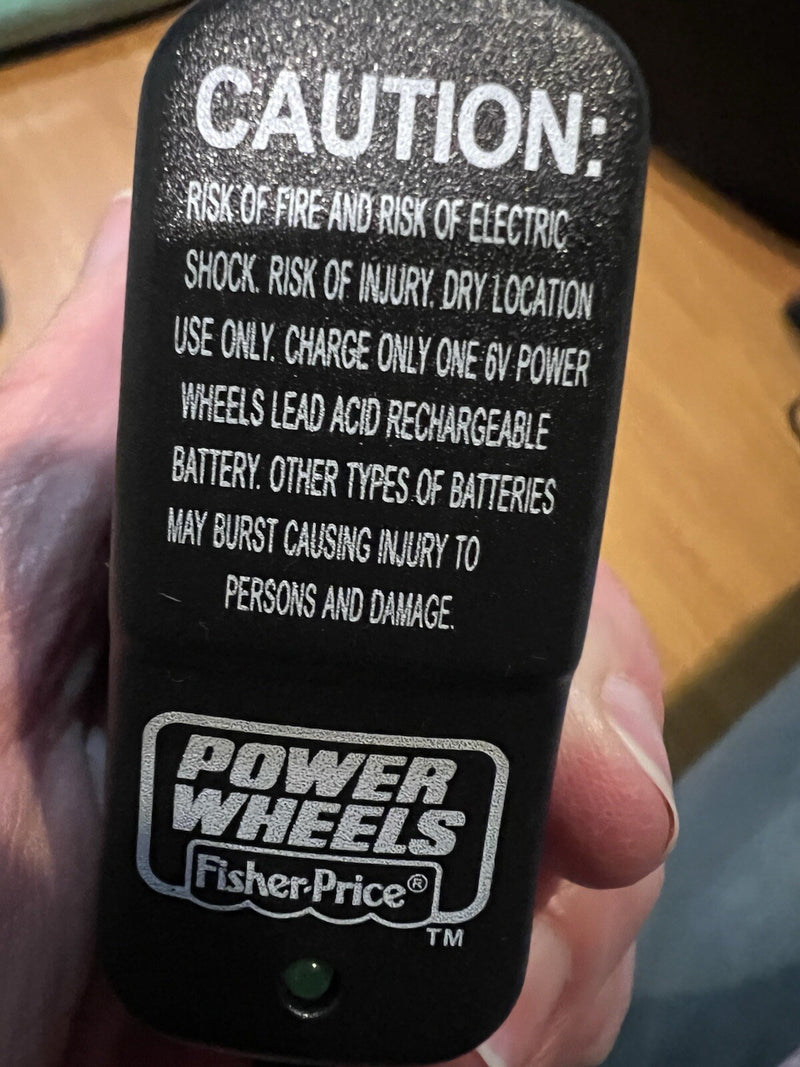 CAUTION:
RISK OF FIRE AND RISK OF ELECTRIC
SHOCK. RISK OF INJURY. DRY LOCATION
USE ONLY. CHARGE ONLY ONE 6V POWER
WHEELS LEAD ACID RECHARGEABLE
BATTERY. OTHER TYPES OF BATTERIES
MAY BURST CAUSING INJURY TO
PERSONS AND DAMAGE.
POWER
WHEELS
Fisher-Price®
TM